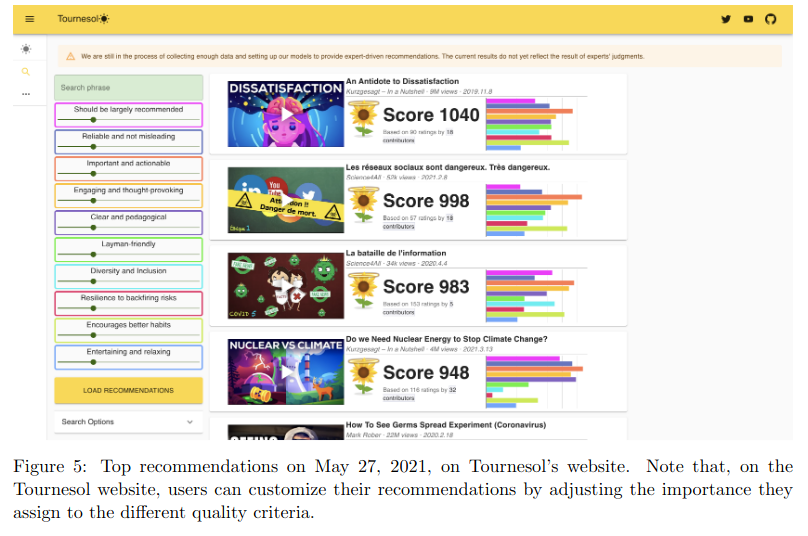 Tournesol
We are still in the process of collecting enough data and setting up our models to provide expert-driven recommendations. The current results do not yet reflect the result of experts' judgments.
Search phrase
Should be largely recommended
Reliable and not misleading
Important and actionable
Engaging and thought-provoking
Clear and pedagogical
Layman-friendly
Diversity and Inclusion
Resilience to backfiring risks
Encourages better habits
Entertaining and relaxing
LOAD RECOMMENDATIONS
Search Options
DISSATISFACTION
An Antidote to Dissatisfaction
Kurzgesagt – In a Nutshell · 9M views · 2019.11.8
Score 1040
Based on 90 ratings by 18
contributors
in
You
Tube
Attention !!
Danger de mort.
Les réseaux sociaux sont dangereux. Très dangereux.
Science4All · 52k views · 2021.2.8
Score 998
Based on 57 ratings by 18
contributors
COVID 5
La bataille de l'information
Science4All · 34k views · 2020.4.4
Score 983
Based on 153 ratings by 5
contributors
NUCLEAR VS CLIMATE
Do we Need Nuclear Energy to Stop Climate Change?
Kurzgesagt – In a Nutshell · 4M views · 2021.3.13
Score 948
Based on 116 ratings by 32
contributors
How To See Germs Spread Experiment (Coronavirus)
Mark Rober · 22M views · 2020.2.18
Figure 5: Top recommendations on May 27, 2021, on Tournesol's website. Note that, on the
Tournesol website, users can customize their recommendations by adjusting the importance they
assign to the different quality criteria.